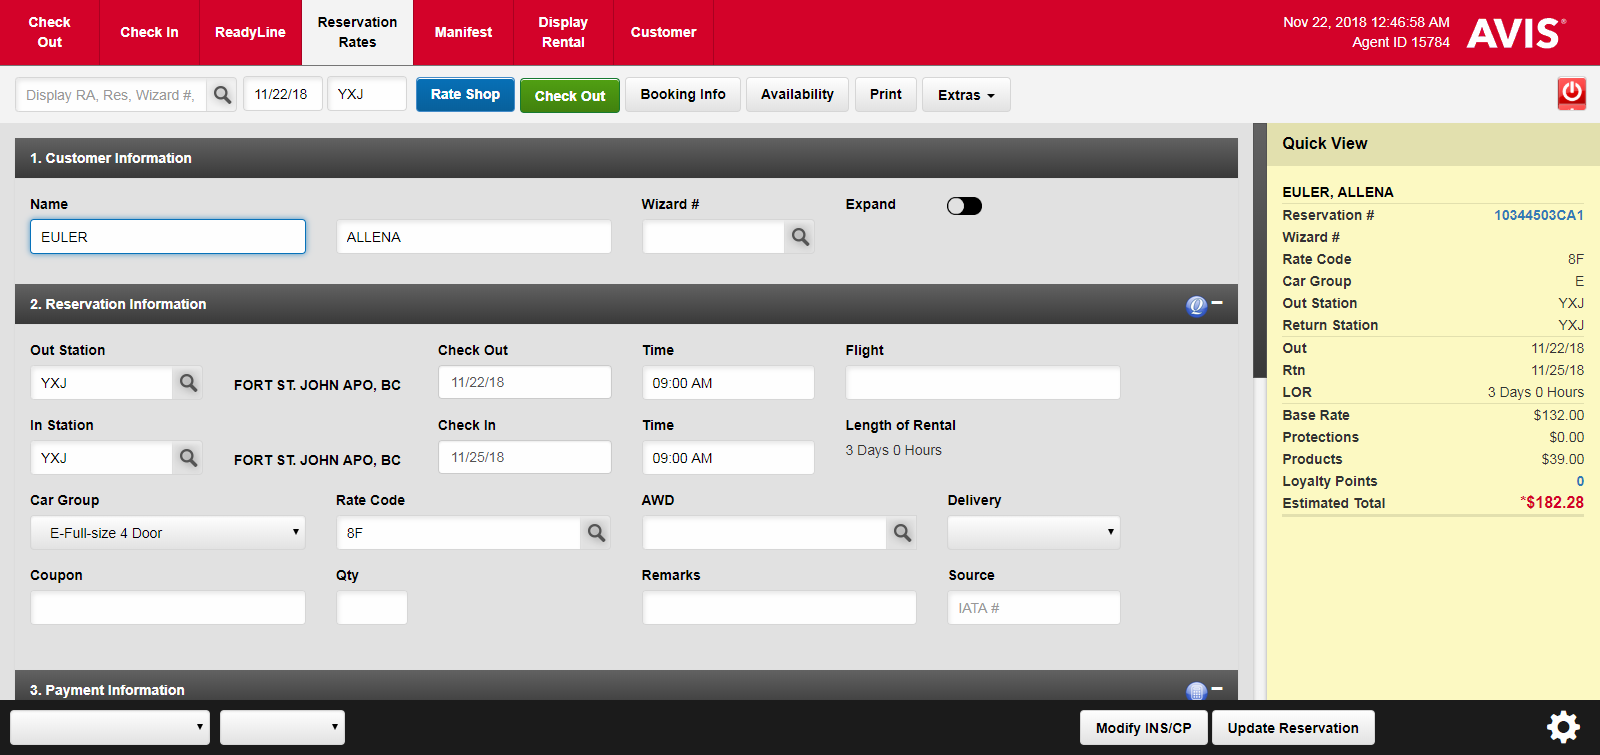 Check Out
Check In
ReadyLine
Reservation Rates
Manifest
Display Rental
Customer
Nov 22, 2018 12:46:58 AM
Agent ID 15784
AVIS
Display RA, Res, Wizard #,
11/22/18
YXJ
Rate Shop
Check Out
Booking Info
Availability
Print
Extras
1. Customer Information
Name
Wizard #
Expand
EULER
ALLENA
2. Reservation Information
Out Station
Check Out
Time
Flight
YXJ
FORT ST. JOHN APO, BC
11/22/18
09:00 AM
In Station
Check In
Time
Length of Rental
YXJ
FORT ST. JOHN APO, BC
11/25/18
09:00 AM
3 Days 0 Hours
Car Group
Rate Code
AWD
Delivery
E-Full-size 4 Door
8F
Coupon
Qty
Remarks
Source
IATA #
3. Payment Information
Quick View
EULER, ALLENA
Reservation # 10344503CA1
Wizard #
Rate Code 8F
Car Group E
Out Station YXJ
Return Station YXJ
Out 11/22/18
Rtn 11/25/18
LOR 3 Days 0 Hours
Base Rate $132.00
Protections $0.00
Products $39.00
Loyalty Points 0
Estimated Total *$182.28
Modify INS/CP
Update Reservation